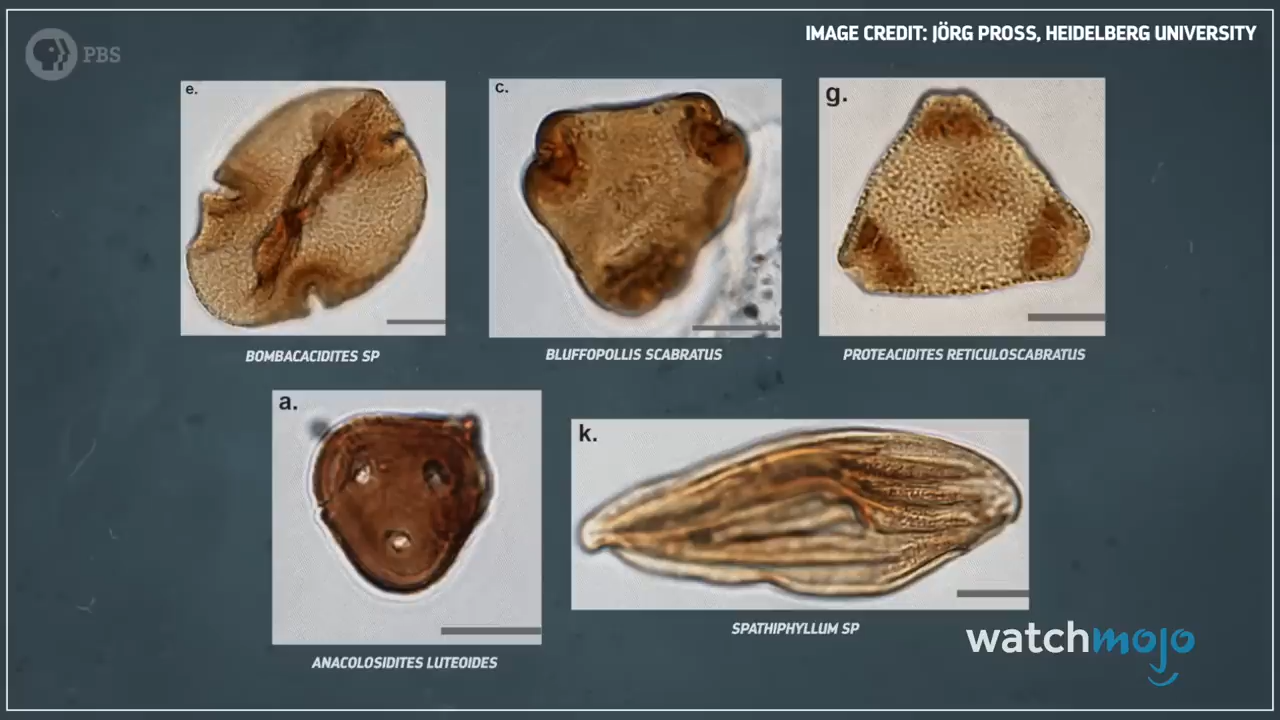 PBS
IMAGE CREDIT: JÖRG PROSS, HEIDELBERG UNIVERSITY
e.
c.
g.
BOMBACACIDITES SP
BLUFFOPOLLIS SCABRATUS
PROTEACIDITES RETICULOSCABRATUS
a.
k.
SPATHIPHYLLUM SP
watchmojo
ANACOLOSIDITES LUTEOIDES